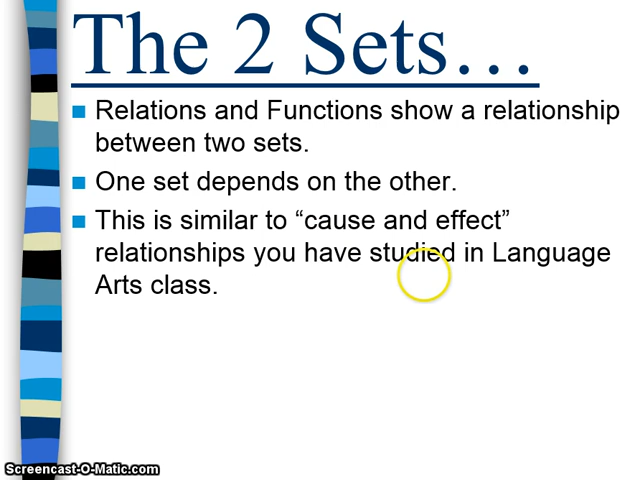 The 2 Sets…
Relations and Functions show a relationship
between two sets.
One set depends on the other.
This is similar to “cause and effect”
relationships you have studied in Language
Arts class.
Screencast-O-Matic.com